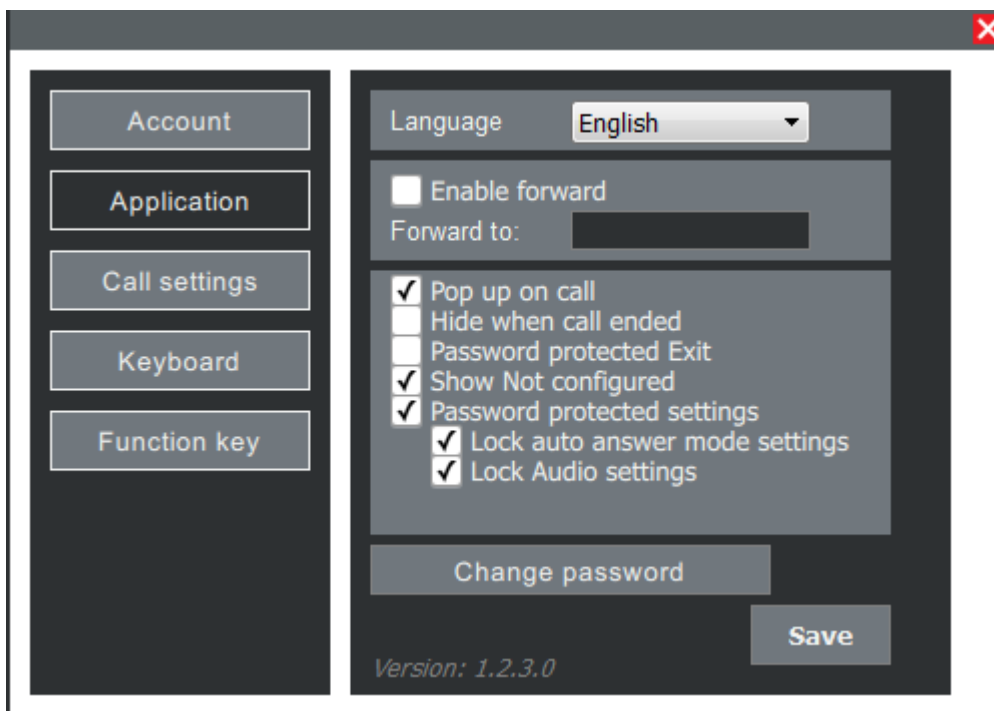 Account
Application
Call settings
Keyboard
Function key
Language English
Enable forward
Forward to:
Pop up on call
Hide when call ended
Password protected Exit
Show Not configured
Password protected settings
Lock auto answer mode settings
Lock Audio settings
Change password
Save
Version: 1.2.3.0